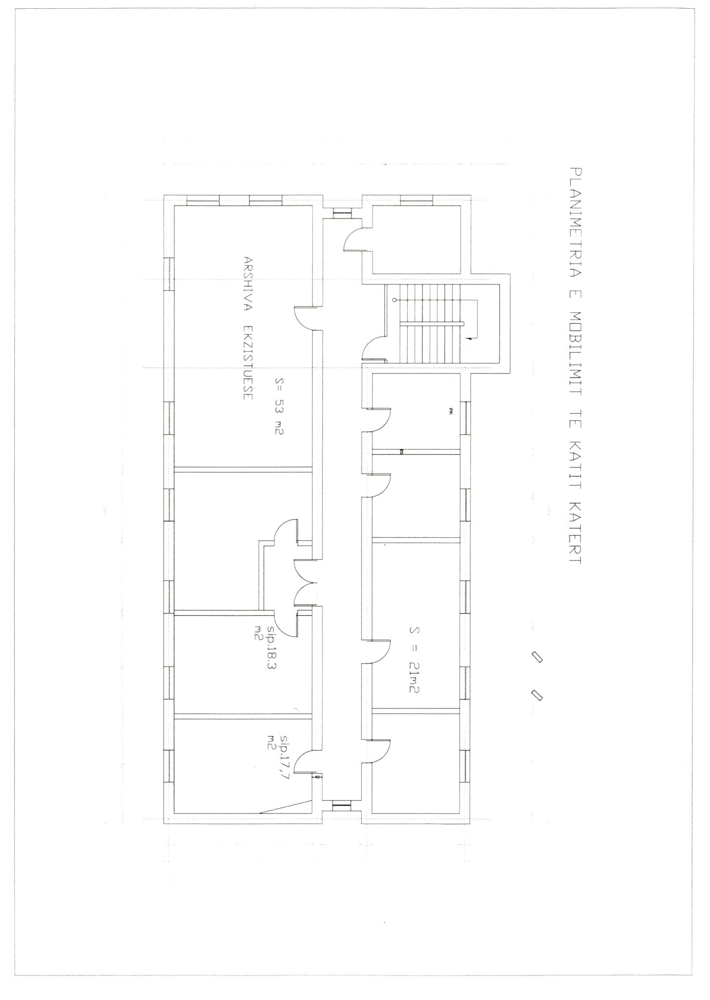 PLANIMETRIA E MOBILIMIT TE KATIT KATERT
S = 21m2
S= 53 m2
ARSHIVA EKZISTUESE
sip.18.3
m2
sip.17,7
m2